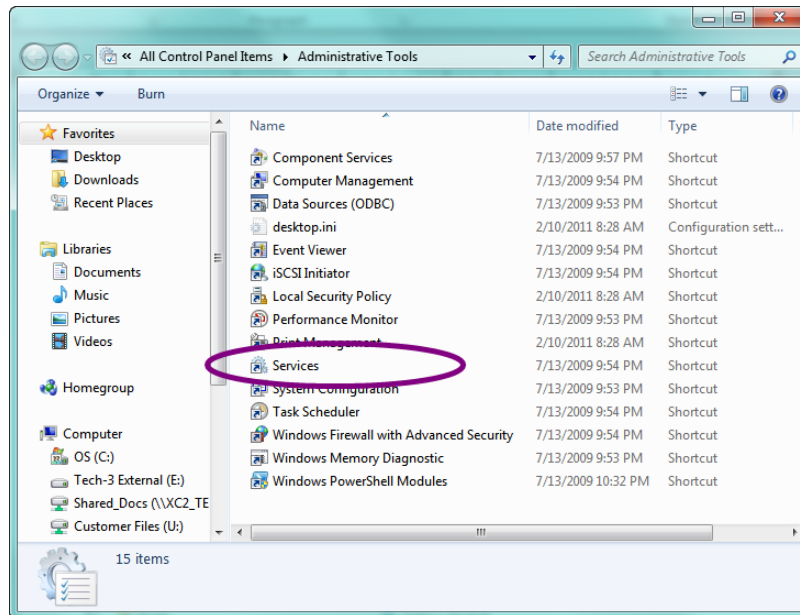 « All Control Panel Items ▸ Administrative Tools
Search Administrative Tools
Organize Burn
Name Date modified Type
Favorites
Desktop
Downloads
Recent Places
Libraries
Documents
Music
Pictures
Videos
Homegroup
Computer
OS (C:)
Tech-3 External (E:)
Shared_Docs (\\XC2_TE
Customer Files (U:)
Component Services 7/13/2009 9:57 PM Shortcut
Computer Management 7/13/2009 9:54 PM Shortcut
Data Sources (ODBC) 7/13/2009 9:53 PM Shortcut
desktop.ini 2/10/2011 8:28 AM Configuration sett...
Event Viewer 7/13/2009 9:54 PM Shortcut
iSCSI Initiator 7/13/2009 9:54 PM Shortcut
Local Security Policy 2/10/2011 8:28 AM Shortcut
Performance Monitor 7/13/2009 9:53 PM Shortcut
Print Management 2/10/2011 8:28 AM Shortcut
Services 7/13/2009 9:54 PM Shortcut
System Configuration 7/13/2009 9:53 PM Shortcut
Task Scheduler 7/13/2009 9:54 PM Shortcut
Windows Firewall with Advanced Security 7/13/2009 9:54 PM Shortcut
Windows Memory Diagnostic 7/13/2009 9:53 PM Shortcut
Windows PowerShell Modules 7/13/2009 10:32 PM Shortcut
15 items